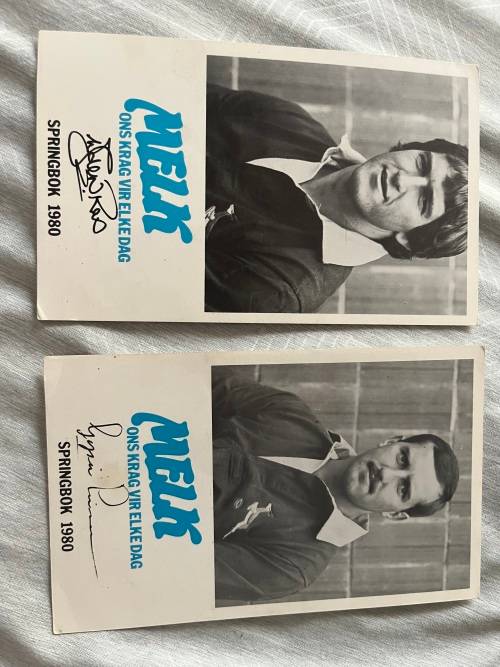 MELK
ONS KRAG VIR ELKE DAG
SPRINGBOK 1980
MELK
ONS KRAG VIR ELKE DAG
SPRINGBOK 1980